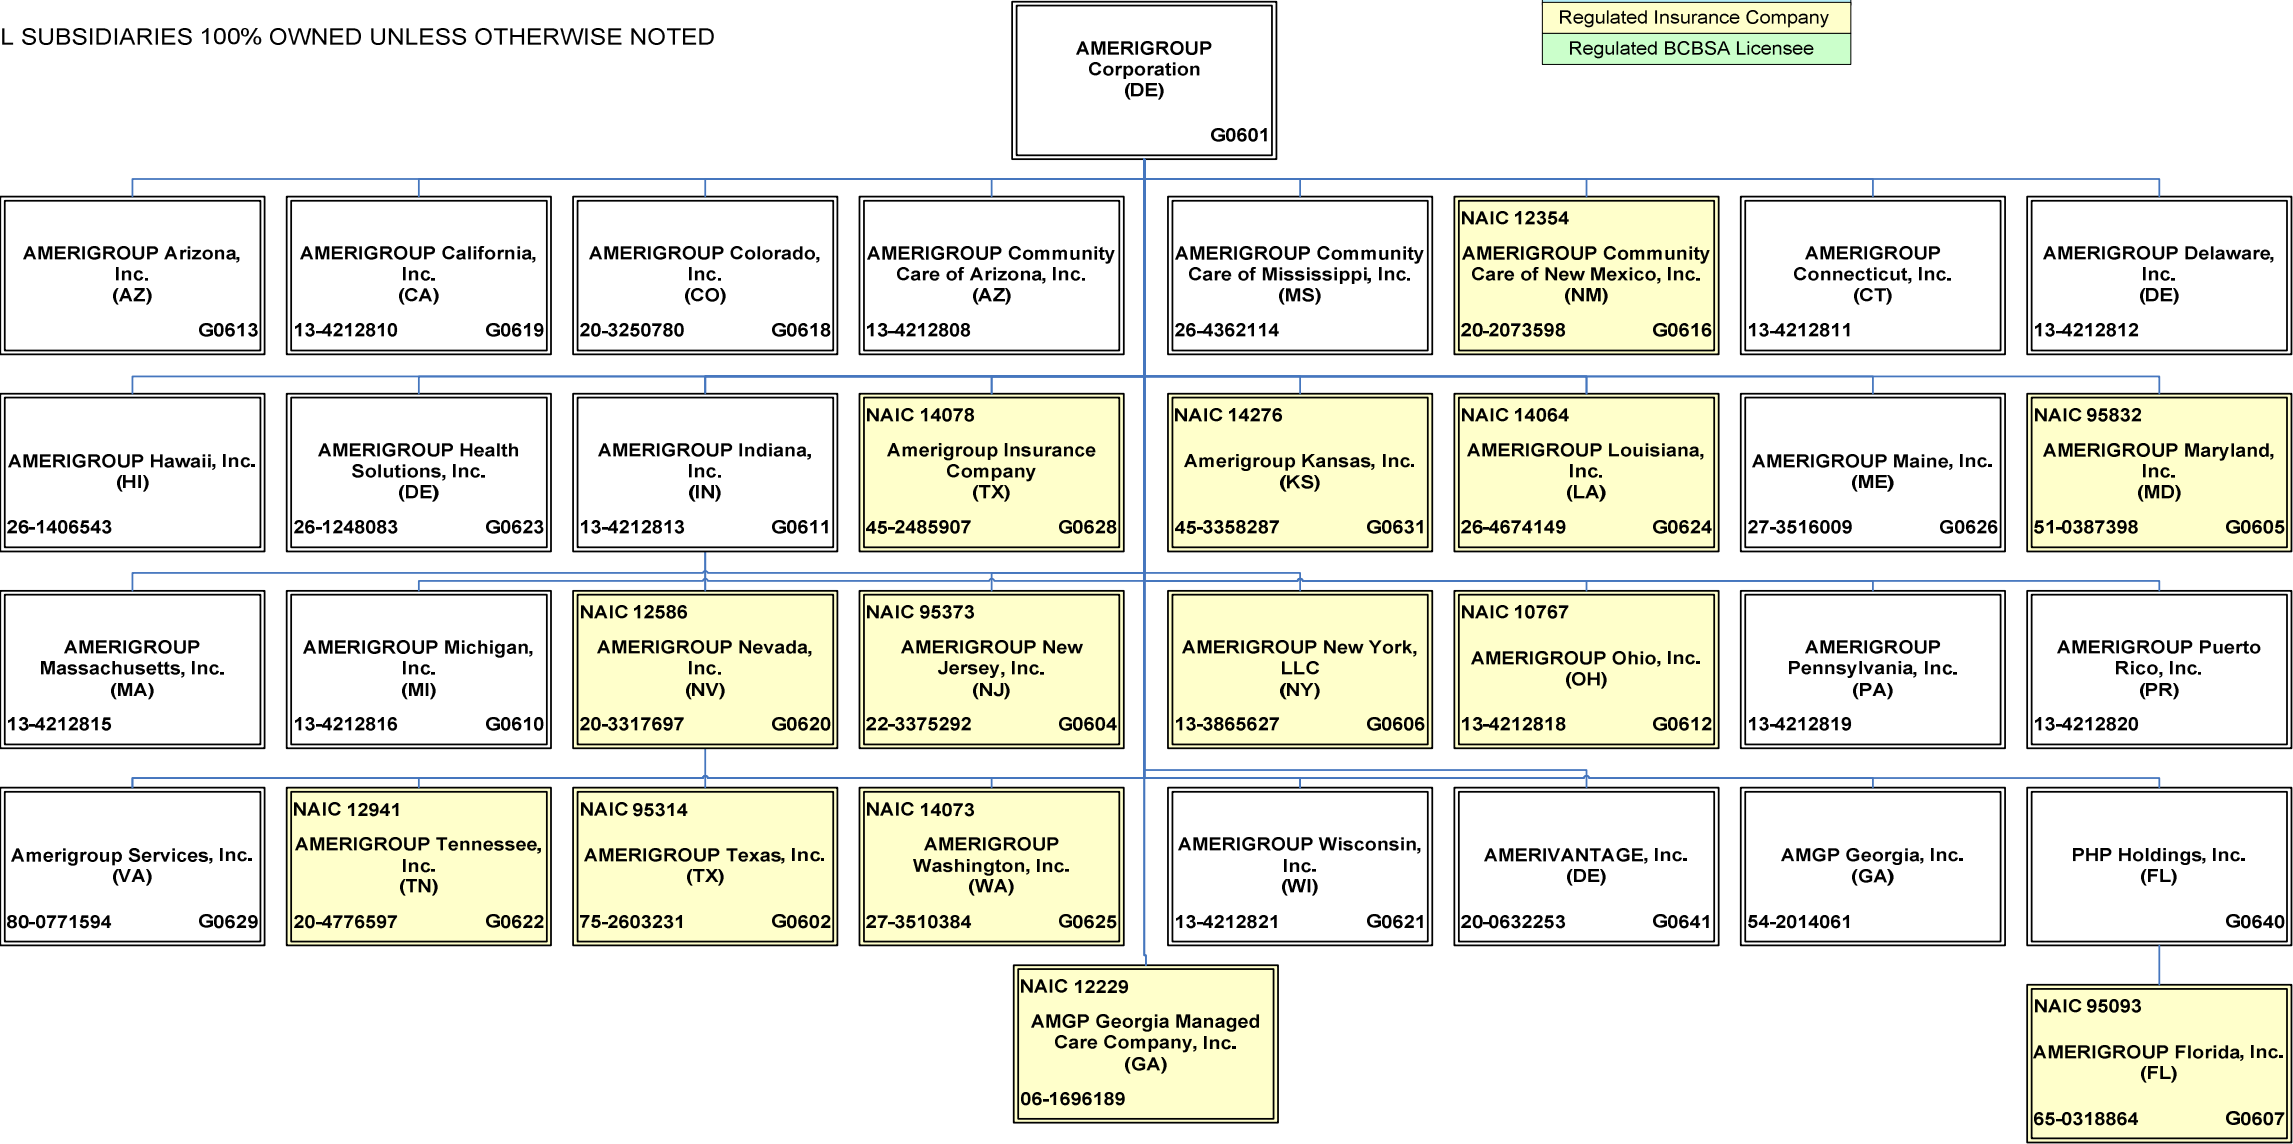 L SUBSIDIARIES 100% OWNED UNLESS OTHERWISE NOTED
Regulated Insurance Company
Regulated BCBSA Licensee
AMERIGROUP
Corporation
(DE)
G0601
AMERIGROUP Arizona,
Inc.
(AZ)
G0613
AMERIGROUP California,
Inc.
(CA)
13-4212810 G0619
AMERIGROUP Colorado,
Inc.
(CO)
20-3250780 G0618
AMERIGROUP Community
Care of Arizona, Inc.
(AZ)
13-4212808
AMERIGROUP Community
Care of Mississippi, Inc.
(MS)
26-4362114
NAIC 12354
AMERIGROUP Community
Care of New Mexico, Inc.
(NM)
20-2073598 G0616
AMERIGROUP
Connecticut, Inc.
(CT)
13-4212811
AMERIGROUP Delaware,
Inc.
(DE)
13-4212812
AMERIGROUP Hawaii, Inc.
(HI)
26-1406543
AMERIGROUP Health
Solutions, Inc.
(DE)
26-1248083 G0623
AMERIGROUP Indiana,
Inc.
(IN)
13-4212813 G0611
NAIC 14078
Amerigroup Insurance
Company
(TX)
45-2485907 G0628
NAIC 14276
Amerigroup Kansas, Inc.
(KS)
45-3358287 G0631
NAIC 14064
AMERIGROUP Louisiana,
Inc.
(LA)
26-4674149 G0624
AMERIGROUP Maine, Inc.
(ME)
27-3516009 G0626
NAIC 95832
AMERIGROUP Maryland,
Inc.
(MD)
51-0387398 G0605
AMERIGROUP
Massachusetts, Inc.
(MA)
13-4212815
AMERIGROUP Michigan,
Inc.
(MI)
13-4212816 G0610
NAIC 12586
AMERIGROUP Nevada,
Inc.
(NV)
20-3317697 G0620
NAIC 95373
AMERIGROUP New
Jersey, Inc.
(NJ)
22-3375292 G0604
AMERIGROUP New York,
LLC
(NY)
13-3865627 G0606
NAIC 10767
AMERIGROUP Ohio, Inc.
(OH)
13-4212818 G0612
AMERIGROUP
Pennsylvania, Inc.
(PA)
13-4212819
AMERIGROUP Puerto
Rico, Inc.
(PR)
13-4212820
Amerigroup Services, Inc.
(VA)
80-0771594 G0629
NAIC 12941
AMERIGROUP Tennessee,
Inc.
(TN)
20-4776597 G0622
NAIC 95314
AMERIGROUP Texas, Inc.
(TX)
75-2603231 G0602
NAIC 14073
AMERIGROUP
Washington, Inc.
(WA)
27-3510384 G0625
AMERIGROUP Wisconsin,
Inc.
(WI)
13-4212821 G0621
AMERIVANTAGE, Inc.
(DE)
20-0632253 G0641
AMGP Georgia, Inc.
(GA)
54-2014061
PHP Holdings, Inc.
(FL)
G0640
NAIC 12229
AMGP Georgia Managed
Care Company, Inc.
(GA)
06-1696189
NAIC 95093
AMERIGROUP Florida, Inc.
(FL)
65-0318864 G0607